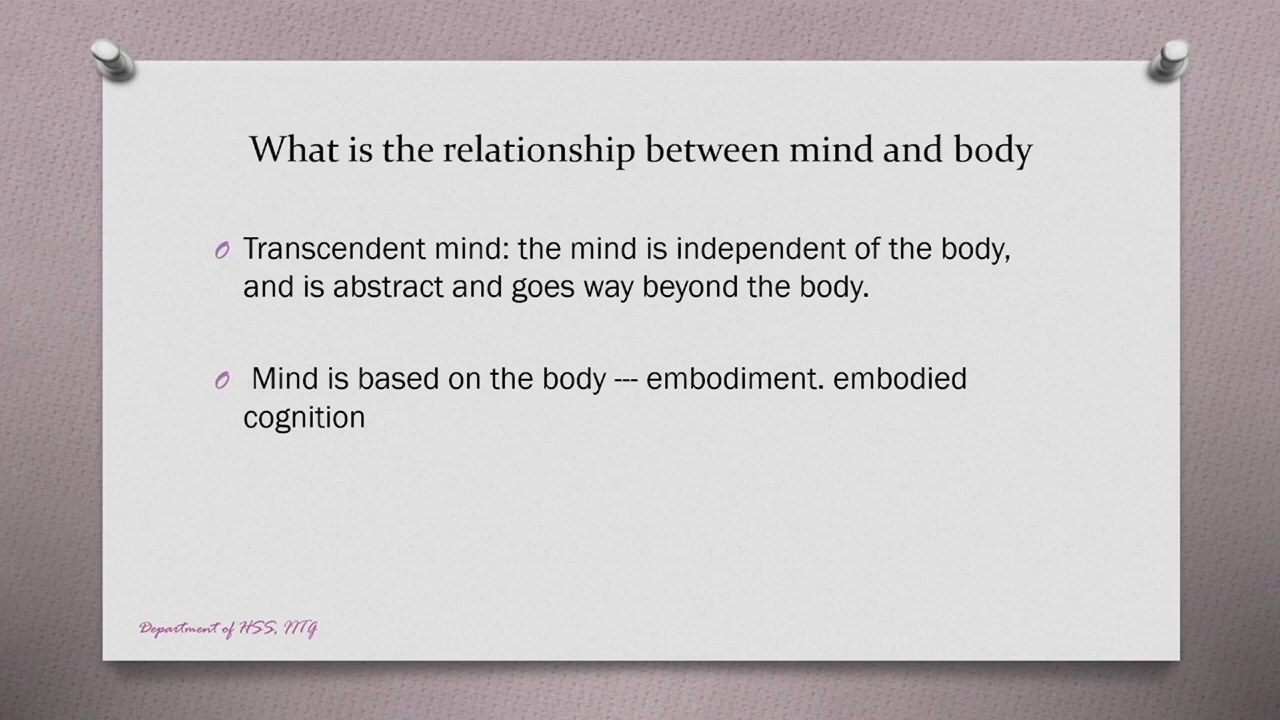 What is the relationship between mind and body
Transcendent mind: the mind is independent of the body,
and is abstract and goes way beyond the body.
Mind is based on the body --- embodiment. embodied
cognition
Department of HSS, IITG